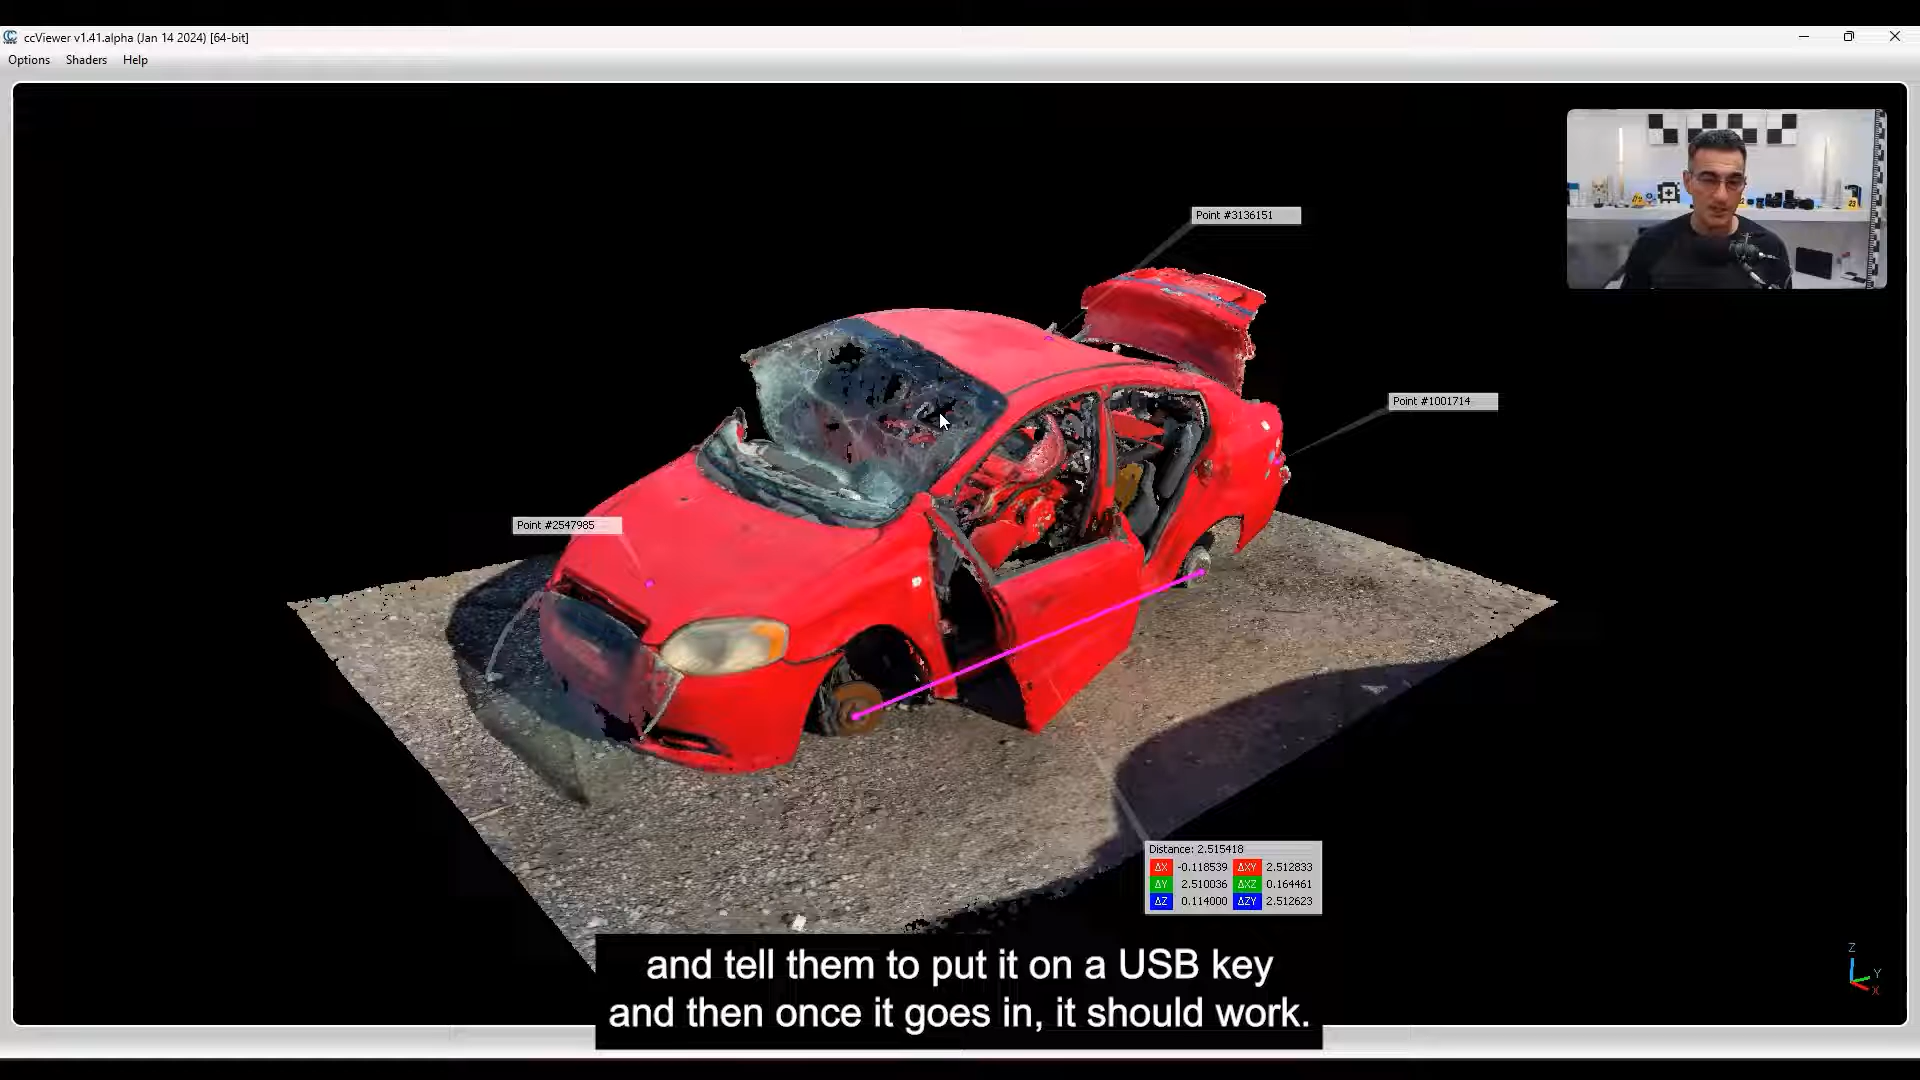 ccViewer v1.41.alpha (Jan 14 2024) [64-bit]
Options Shaders Help
Point #3136151
Point #1001714
Point #2547985
Distance: 2.515418
ΔX -0.118539 ΔXY 2.512833
ΔY 2.510036 ΔXZ 0.164461
ΔZ 0.114000 ΔZY 2.512623
Z
Y
X
and tell them to put it on a USB key
and then once it goes in, it should work.